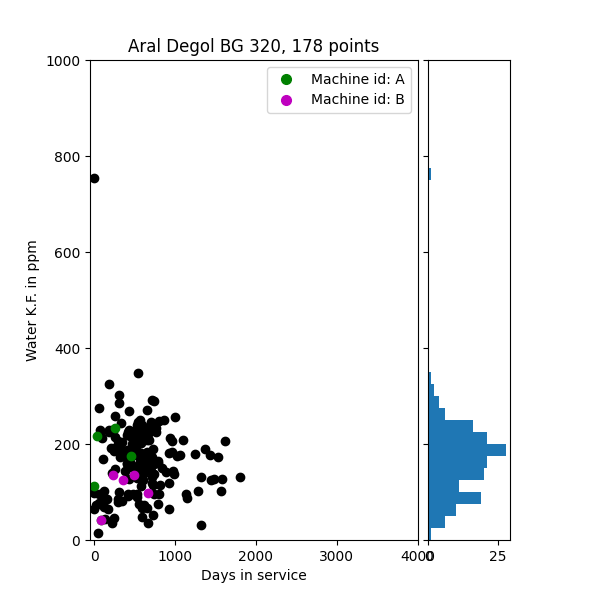 Aral Degol BG 320, 178 points
Machine id: A
Machine id: B
Water K.F. in ppm
1000
800
600
400
200
0
0 1000 2000 3000 4000
0 25
Days in service